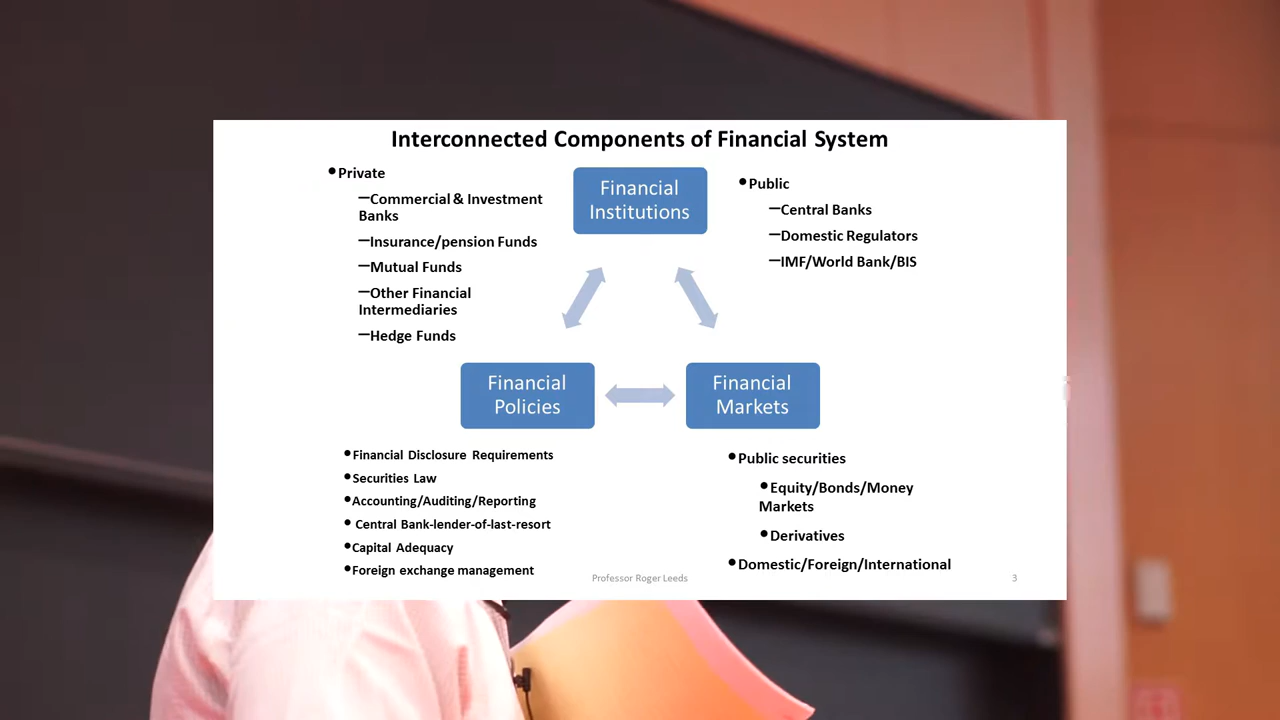 Interconnected Components of Financial System
•Private
–Commercial & Investment
Banks
–Insurance/pension Funds
–Mutual Funds
–Other Financial
Intermediaries
–Hedge Funds
Financial
Institutions
•Public
–Central Banks
–Domestic Regulators
–IMF/World Bank/BIS
Financial
Policies
Financial
Markets
•Financial Disclosure Requirements
•Securities Law
•Accounting/Auditing/Reporting
• Central Bank-lender-of-last-resort
•Capital Adequacy
•Foreign exchange management
•Public securities
•Equity/Bonds/Money
Markets
•Derivatives
•Domestic/Foreign/International
Professor Roger Leeds
3